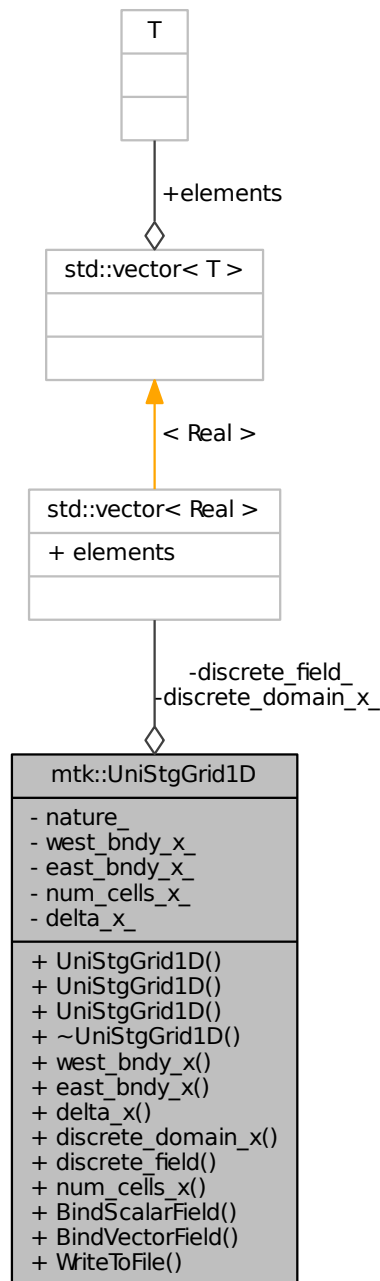 T
+elements
std::vector< T >
< Real >
std::vector< Real >
+ elements
-discrete_field_
-discrete_domain_x_
mtk::UniStgGrid1D
- nature_
- west_bndy_x_
- east_bndy_x_
- num_cells_x_
- delta_x_
+ UniStgGrid1D()
+ UniStgGrid1D()
+ UniStgGrid1D()
+ ~UniStgGrid1D()
+ west_bndy_x()
+ east_bndy_x()
+ delta_x()
+ discrete_domain_x()
+ discrete_field()
+ num_cells_x()
+ BindScalarField()
+ BindVectorField()
+ WriteToFile()